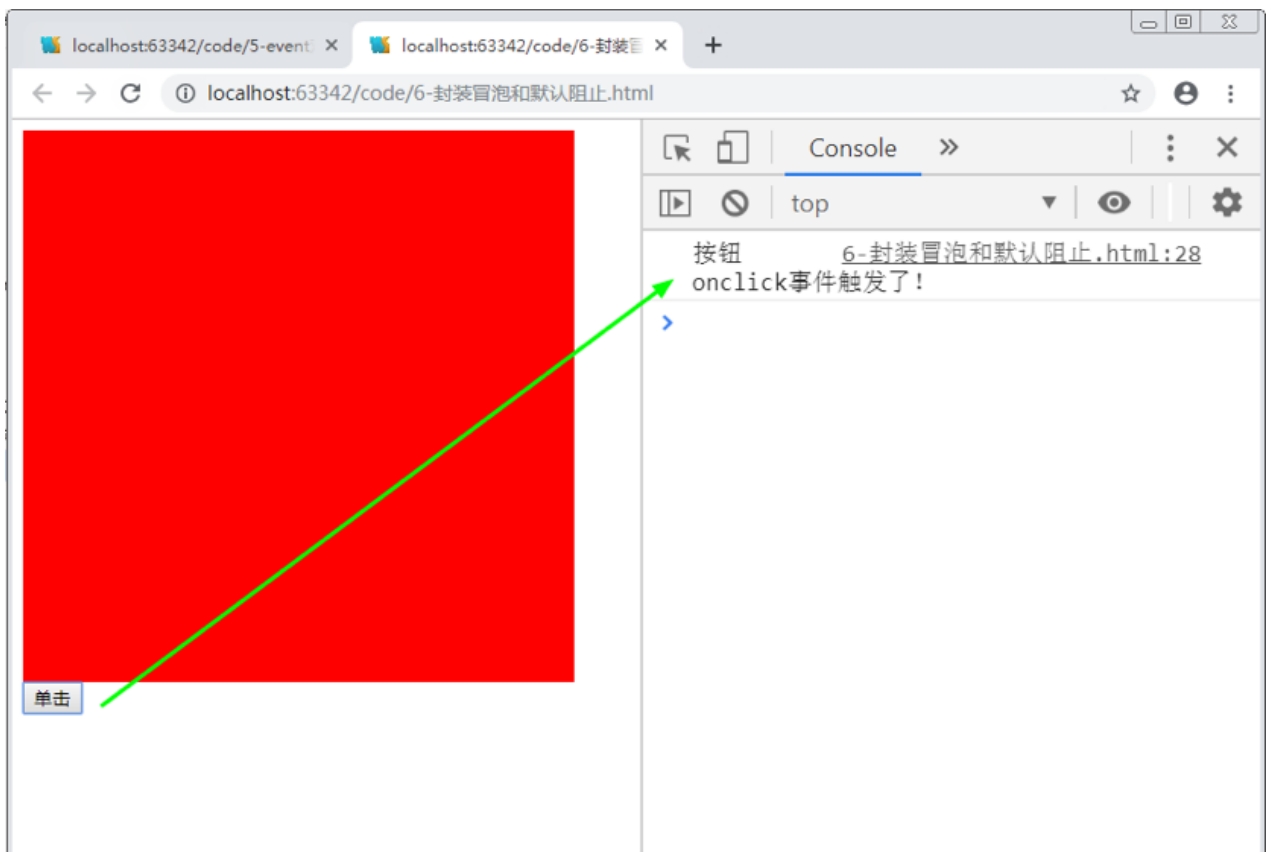 localhost:63342/code/5-event
localhost:63342/code/6-封装冒
localhost:63342/code/6-封装冒泡和默认阻止.html
Console
top
按钮 6-封装冒泡和默认阻止.html:28
onclick事件触发了!
单击